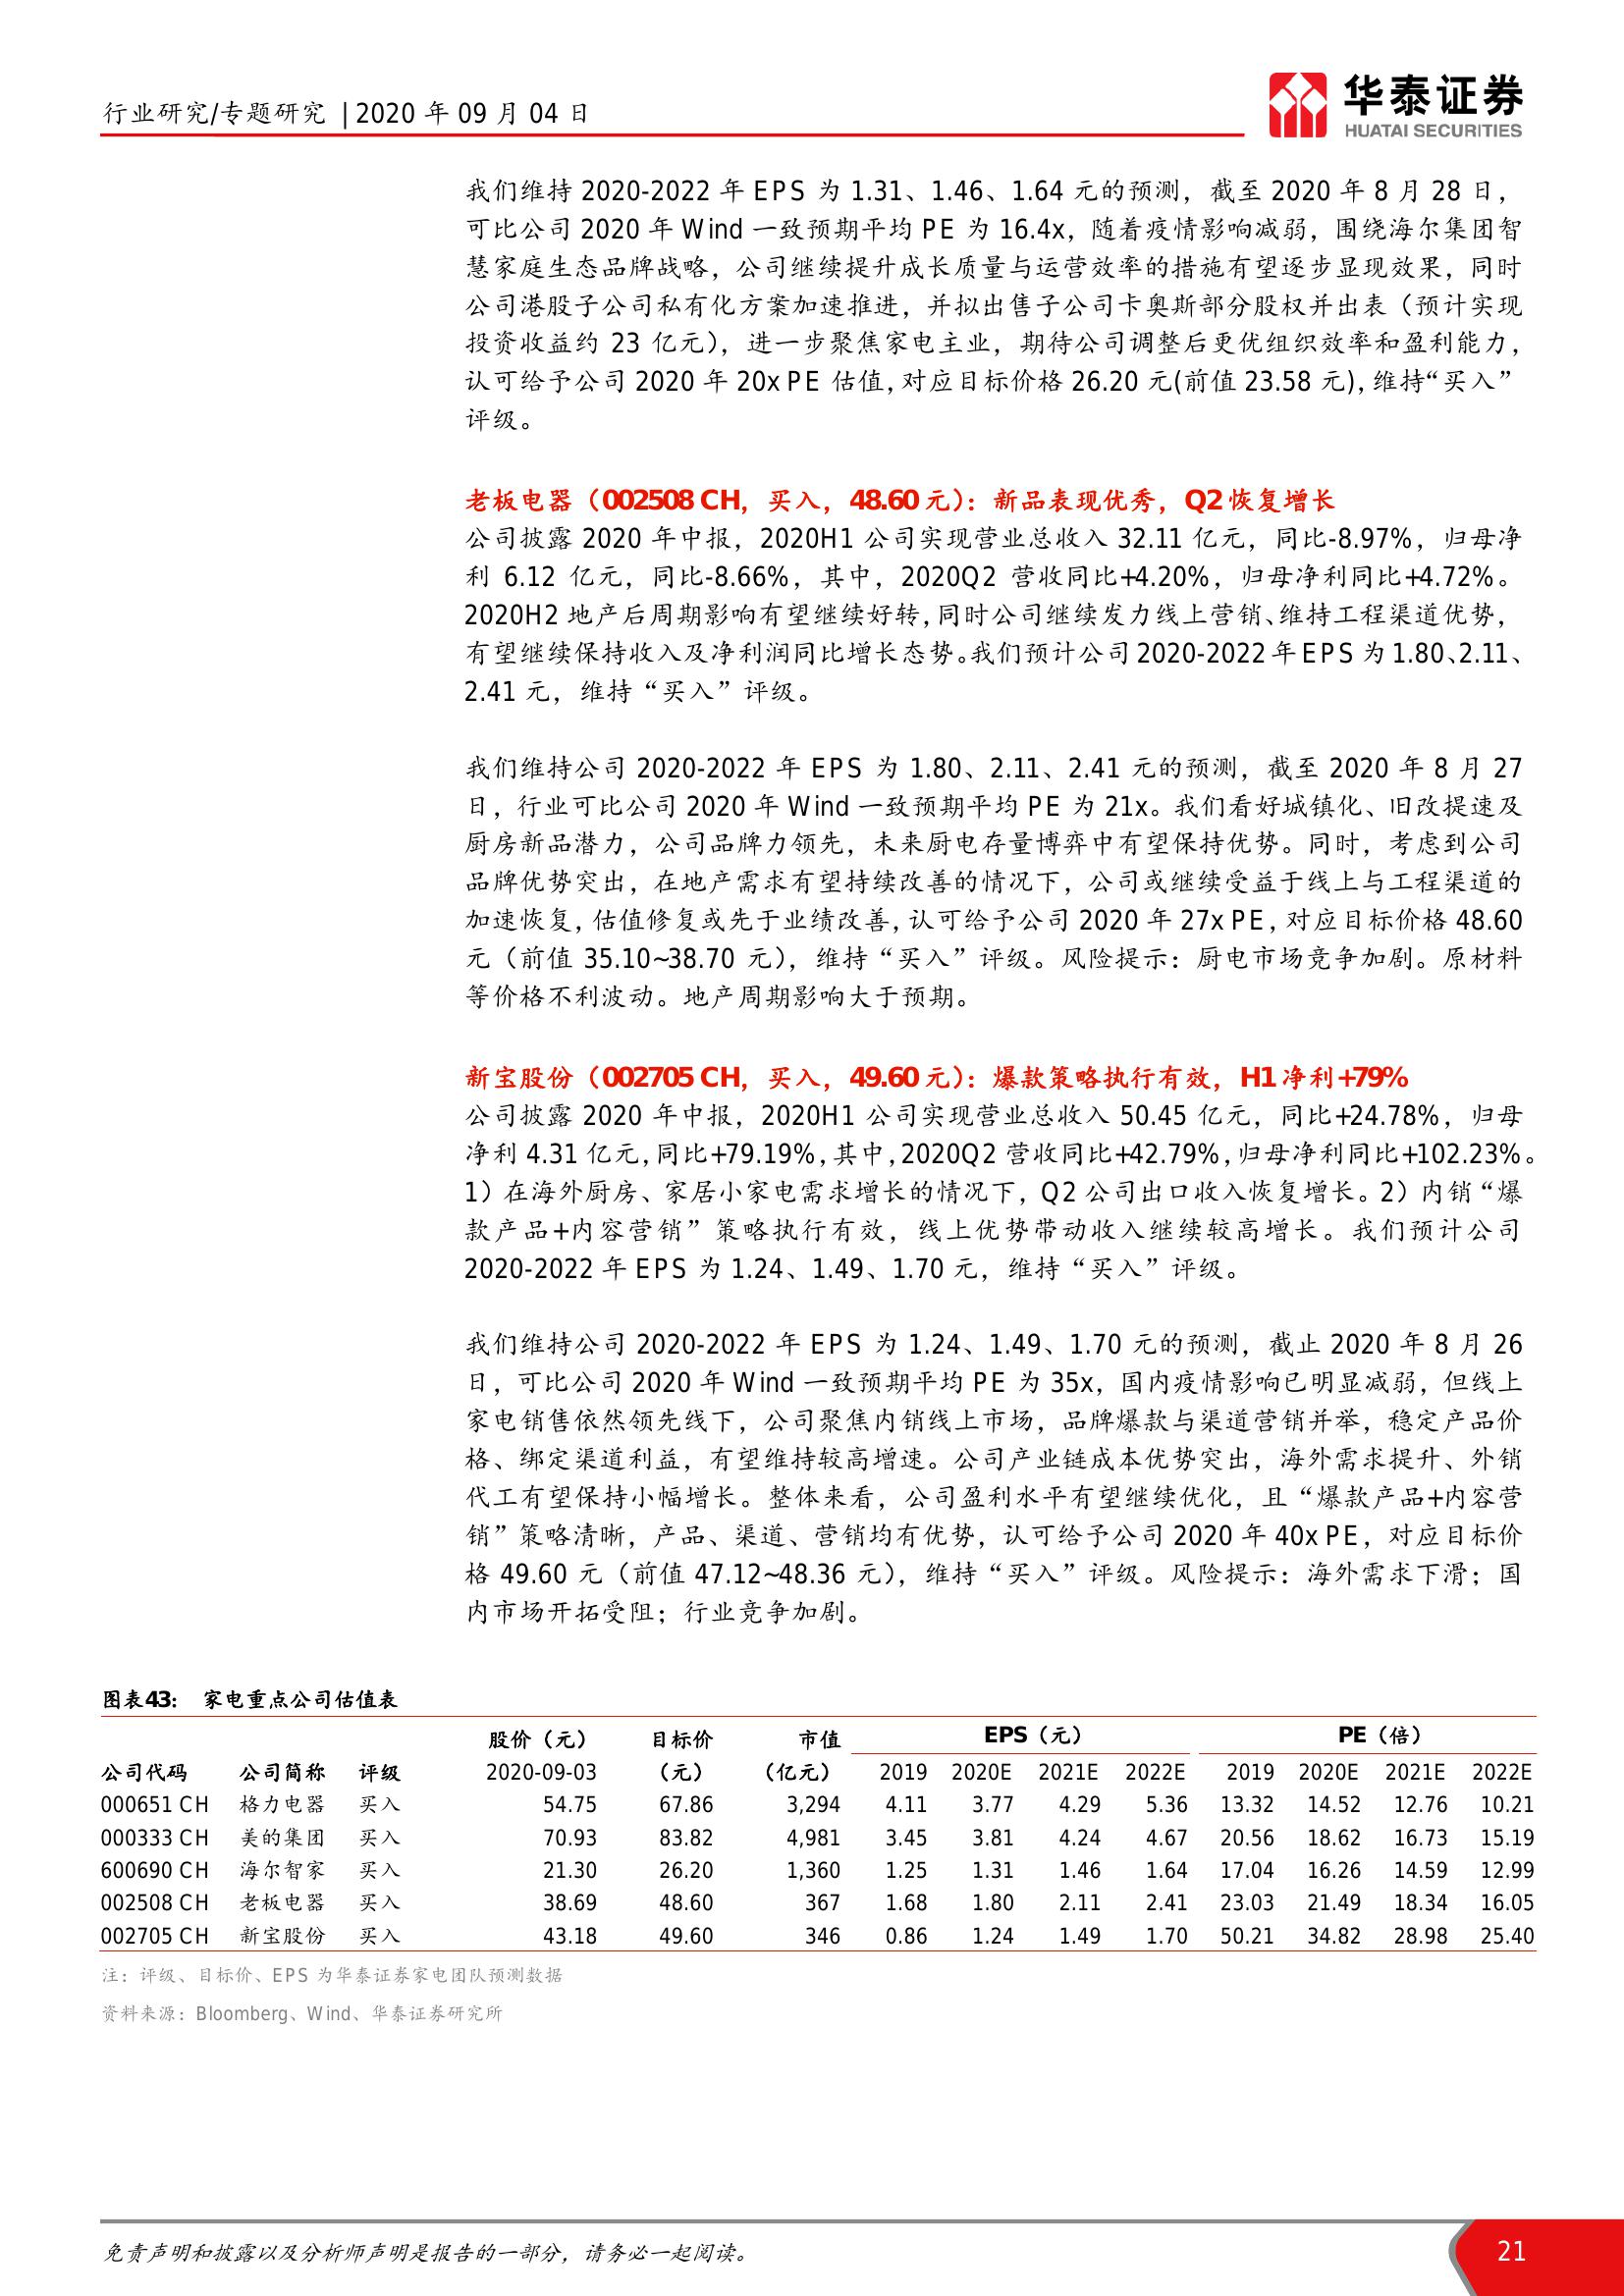 行业研究/专题研究 | 2020 年 09 月 04 日
华泰证券
HUATAI SECURITIES
我们维持 2020-2022 年 EPS 为 1.31、1.46、1.64 元的预测，截至 2020 年 8 月 28 日，
可比公司 2020 年 Wind 一致预期平均 PE 为 16.4x，随着疫情影响减弱，围绕海尔集团智
慧家庭生态品牌战略，公司继续提升成长质量与运营效率的措施有望逐步显现效果，同时
公司港股子公司私有化方案加速推进，并拟出售子公司卡奥斯部分股权并出表（预计实现
投资收益约 23 亿元），进一步聚焦家电主业，期待公司调整后更优组织效率和盈利能力，
认可给予公司 2020 年 20x PE 估值，对应目标价格 26.20 元(前值 23.58 元)，维持“买入”
评级。
老板电器（002508 CH，买入，48.60 元）：新品表现优秀，Q2 恢复增长
公司披露 2020 年中报，2020H1 公司实现营业总收入 32.11 亿元，同比-8.97%，归母净
利 6.12 亿元，同比-8.66%，其中，2020Q2 营收同比+4.20%，归母净利同比+4.72%。
2020H2 地产后周期影响有望继续好转，同时公司继续发力线上营销、维持工程渠道优势，
有望继续保持收入及净利润同比增长态势。我们预计公司 2020-2022 年 EPS 为 1.80、2.11、
2.41 元，维持“买入”评级。
我们维持公司 2020-2022 年 EPS 为 1.80、2.11、2.41 元的预测，截至 2020 年 8 月 27
日，行业可比公司 2020 年 Wind 一致预期平均 PE 为 21x。我们看好城镇化、旧改提速及
厨房新品潜力，公司品牌力领先，未来厨电存量博弈中有望保持优势。同时，考虑到公司
品牌优势突出，在地产需求有望持续改善的情况下，公司或继续受益于线上与工程渠道的
加速恢复，估值修复或先于业绩改善，认可给予公司 2020 年 27x PE，对应目标价格 48.60
元（前值 35.10~38.70 元），维持“买入”评级。风险提示：厨电市场竞争加剧。原材料
等价格不利波动。地产周期影响大于预期。
新宝股份（002705 CH，买入，49.60 元）：爆款策略执行有效，H1 净利+79%
公司披露 2020 年中报，2020H1 公司实现营业总收入 50.45 亿元，同比+24.78%，归母
净利 4.31 亿元，同比+79.19%，其中，2020Q2 营收同比+42.79%，归母净利同比+102.23%。
1）在海外厨房、家居小家电需求增长的情况下，Q2 公司出口收入恢复增长。2）内销“爆
款产品+内容营销”策略执行有效，线上优势带动收入继续较高增长。我们预计公司
2020-2022 年 EPS 为 1.24、1.49、1.70 元，维持“买入”评级。
我们维持公司 2020-2022 年 EPS 为 1.24、1.49、1.70 元的预测，截止 2020 年 8 月 26
日，可比公司 2020 年 Wind 一致预期平均 PE 为 35x，国内疫情影响已明显减弱，但线上
家电销售依然领先线下，公司聚焦内销线上市场，品牌爆款与渠道营销并举，稳定产品价
格、绑定渠道利益，有望维持较高增速。公司产业链成本优势突出，海外需求提升、外销
代工有望保持小幅增长。整体来看，公司盈利水平有望继续优化，且“爆款产品+内容营
销”策略清晰，产品、渠道、营销均有优势，认可给予公司 2020 年 40x PE，对应目标价
格 49.60 元（前值 47.12~48.36 元），维持“买入”评级。风险提示：海外需求下滑；国
内市场开拓受阻；行业竞争加剧。
图表43： 家电重点公司估值表
股价（元） 目标价 市值 EPS（元） PE（倍）
公司代码 公司简称 评级 2020-09-03 （元） （亿元） 2019 2020E 2021E 2022E 2019 2020E 2021E 2022E
000651 CH 格力电器 买入 54.75 67.86 3,294 4.11 3.77 4.29 5.36 13.32 14.52 12.76 10.21
000333 CH 美的集团 买入 70.93 83.82 4,981 3.45 3.81 4.24 4.67 20.56 18.62 16.73 15.19
600690 CH 海尔智家 买入 21.30 26.20 1,360 1.25 1.31 1.46 1.64 17.04 16.26 14.59 12.99
002508 CH 老板电器 买入 38.69 48.60 367 1.68 1.80 2.11 2.41 23.03 21.49 18.34 16.05
002705 CH 新宝股份 买入 43.18 49.60 346 0.86 1.24 1.49 1.70 50.21 34.82 28.98 25.40
注：评级、目标价、EPS 为华泰证券家电团队预测数据
资料来源：Bloomberg、Wind、华泰证券研究所
免责声明和披露以及分析师声明是报告的一部分，请务必一起阅读。
21